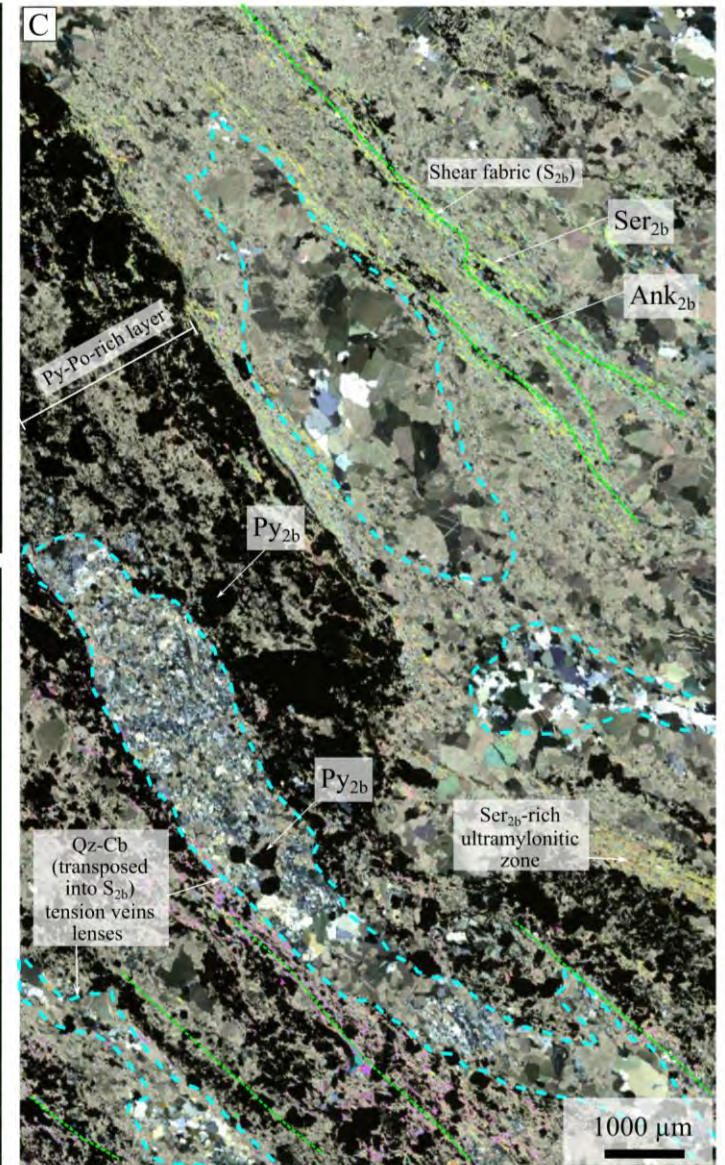 C
Shear fabric (S2b)
Ser2b
Ank2b
Py-Po-rich layer
Py2b
Py2b
Qz-Cb
(transposed
into S2b)
tension veins
lenses
Ser2b-rich
ultramylonitic
zone
1000 µm